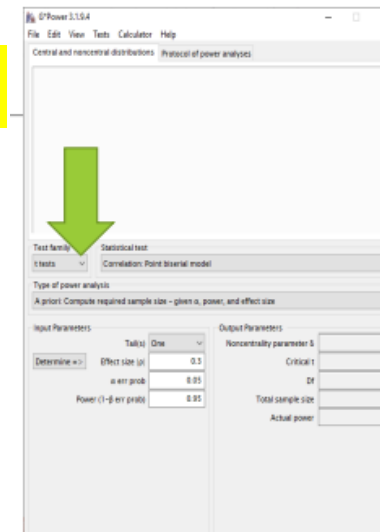 G*Power 3.1.9.4
File Edit View Tests Calculator Help
Central and noncentral distributions Protocol of power analyses
Test family Statistical test
t tests Correlation: Point biserial model
Type of power analysis
A priori: Compute required sample size - given α, power, and effect size
Input Parameters Output Parameters
Tail(s) One Noncentrality parameter δ
Determine => Effect size |ρ| 0.3 Critical t
α err prob 0.05 Df
Power (1-β err prob) 0.95 Total sample size
Actual power